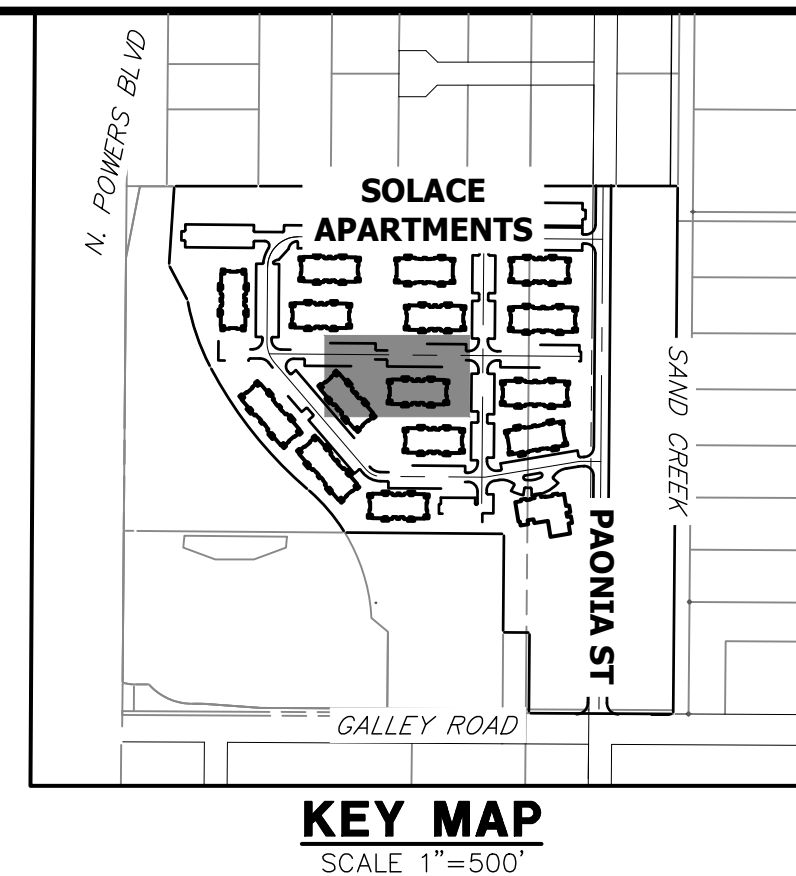 N. POWERS BLVD
SOLACE
APARTMENTS
SAND CREEK
PAONIA ST
GALLEY ROAD
KEY MAP
SCALE 1"=500'